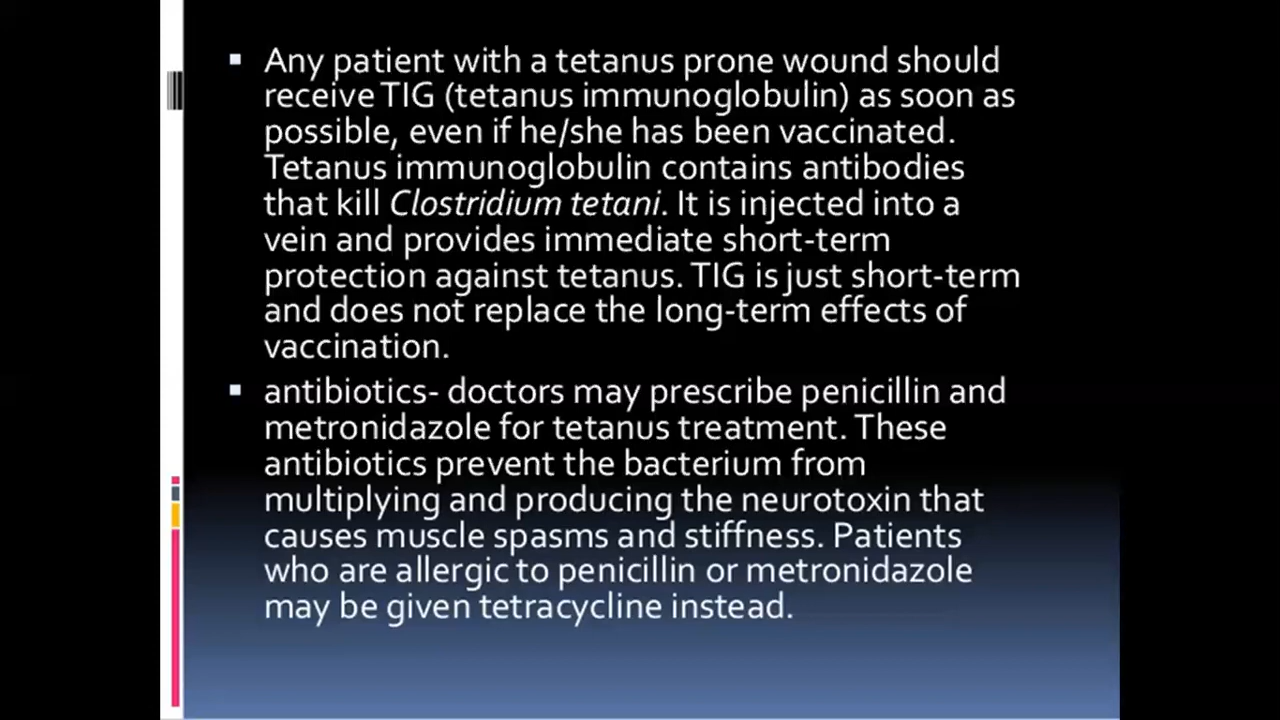 Any patient with a tetanus prone wound should
receive TIG (tetanus immunoglobulin) as soon as
possible, even if he/she has been vaccinated.
Tetanus immunoglobulin contains antibodies
that kill Clostridium tetani. It is injected into a
vein and provides immediate short-term
protection against tetanus. TIG is just short-term
and does not replace the long-term effects of
vaccination.
antibiotics- doctors may prescribe penicillin and
metronidazole for tetanus treatment. These
antibiotics prevent the bacterium from
multiplying and producing the neurotoxin that
causes muscle spasms and stiffness. Patients
who are allergic to penicillin or metronidazole
may be given tetracycline instead.